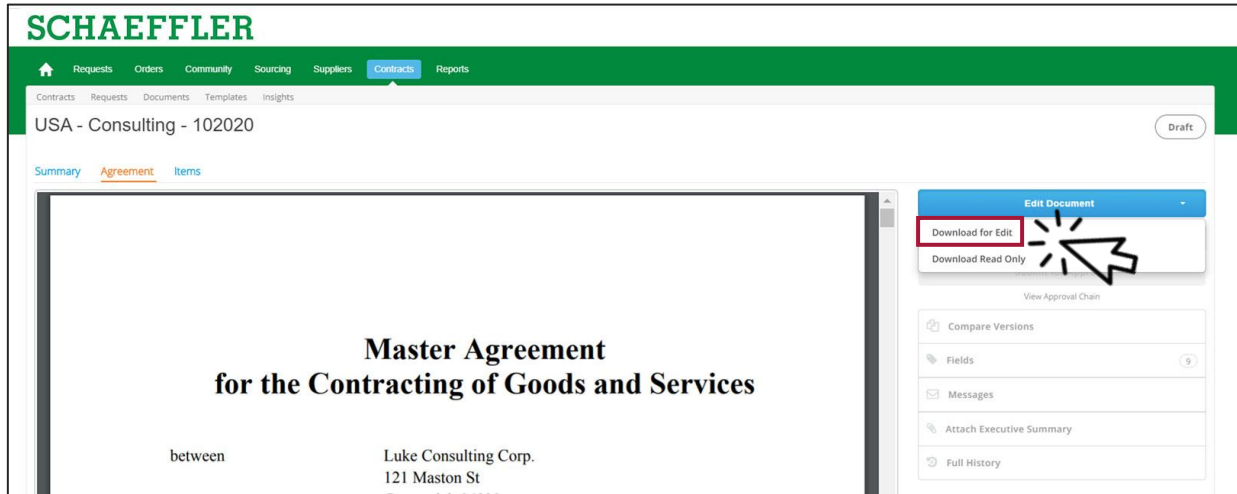 SCHAEFFLER
Requests Orders Community Sourcing Suppliers Contracts Reports
Contracts Requests Documents Templates Insights
USA - Consulting - 102020
Draft
Summary Agreement Items
Master Agreement
for the Contracting of Goods and Services
between Luke Consulting Corp.
121 Maston St
Edit Document
Download for Edit
Download Read Only
View Approval Chain
Compare Versions
Fields 9
Messages
Attach Executive Summary
Full History